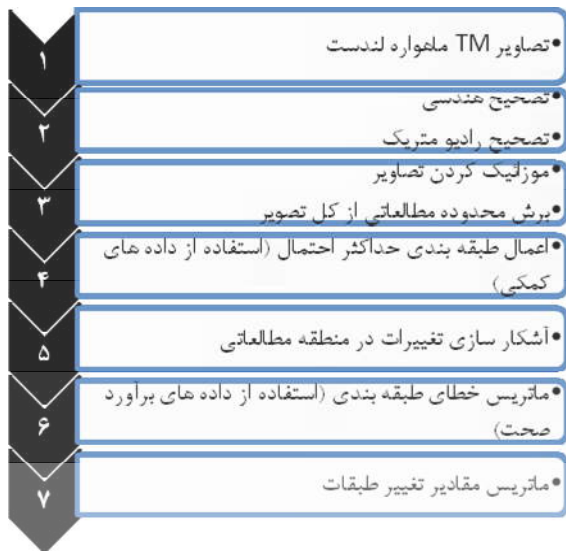 ۱
•تصاویر TM ماهواره لندست
۲
•تصحیح هندسی
•تصحیح رادیو متریک
۳
•موزائیک کردن تصاویر
•برش محدوده مطالعاتی از کل تصویر
۴
•اعمال طبقه بندی حداکثر احتمال (استفاده از داده های
کمکی)
۵
•آشکار سازی تغییرات در منطقه مطالعاتی
۶
•ماتریس خطای طبقه بندی (استفاده از داده های برآورد
صحت)
۷
•ماتریس مقادیر تغییر طبقات